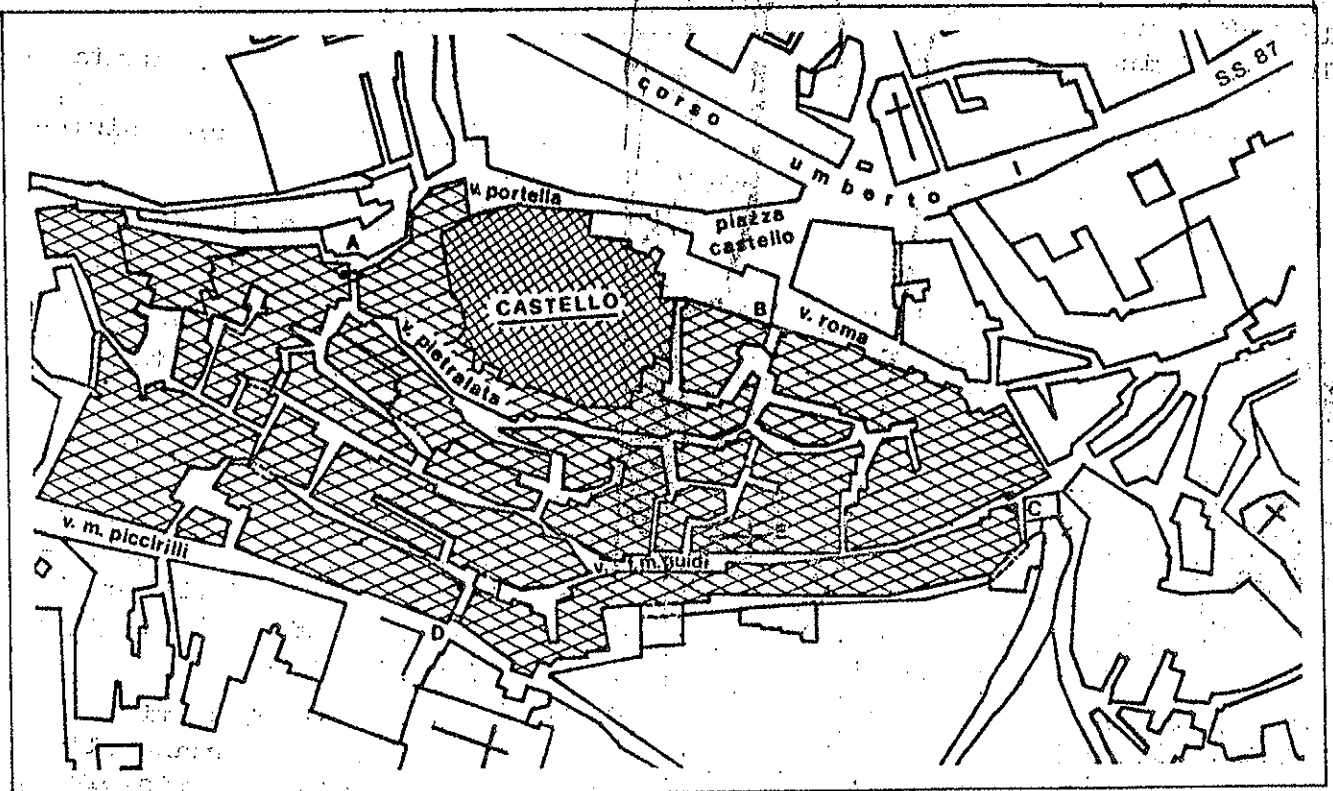 corso umberto I
S.S. 87
v. portella
piazza
castello
A
CASTELLO
B
v. roma
v. pietralata
C
v. m. piccirilli
v. f. m. guidi
D